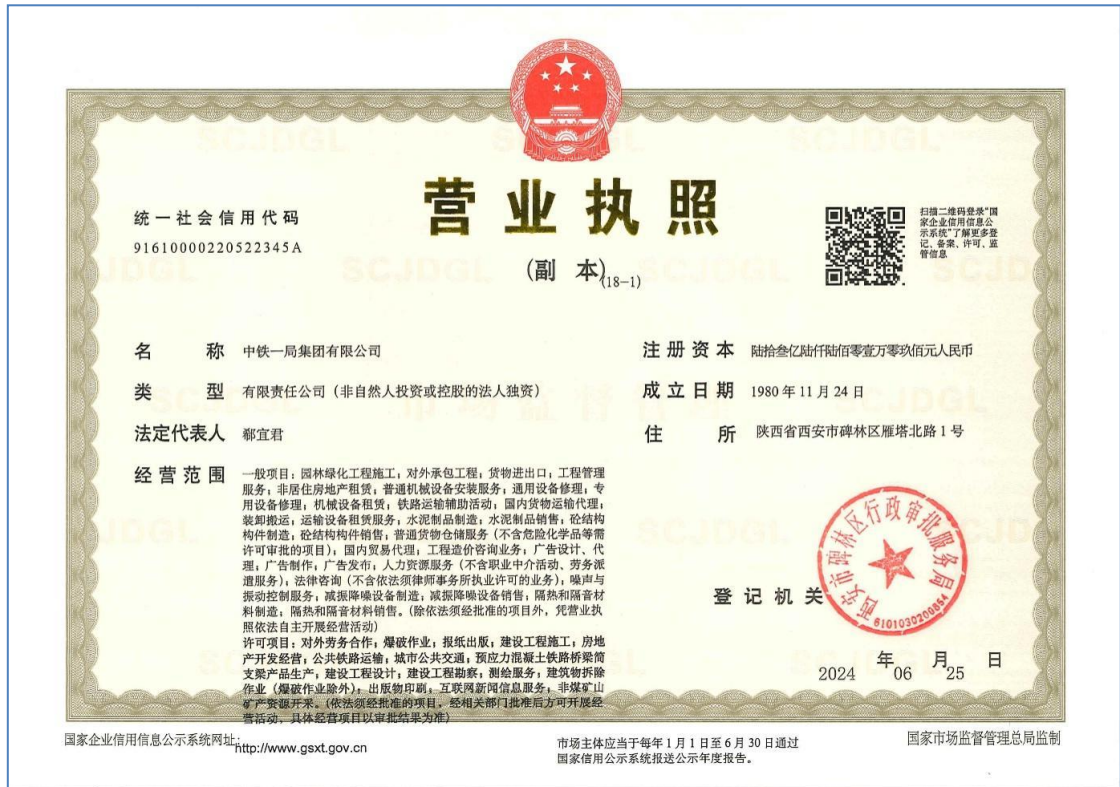 营业执照
(副 本)(18-1)
统一社会信用代码
91610000220522345A
扫描二维码登录"国
家企业信用信息公
示系统"了解更多登
记、备案、许可、监
管信息
名 称 中铁一局集团有限公司
类 型 有限责任公司（非自然人投资或控股的法人独资）
法定代表人 郗宜君
经营范围 一般项目：园林绿化工程施工；对外承包工程；货物进出口；工程管理
服务；非居住房地产租赁；普通机械设备安装服务；通用设备修理；专
用设备修理；机械设备租赁；铁路运输辅助活动；国内货物运输代理；
装卸搬运；运输设备租赁服务；水泥制品制造；水泥制品销售；砼结构
构件制造；砼结构构件销售；普通货物仓储服务（不含危险化学品等需
许可审批的项目）；国内贸易代理；工程造价咨询业务；广告设计、代
理；广告制作；广告发布；人力资源服务（不含职业中介活动、劳务派
遣服务）；法律咨询（不含依法须律师事务所执业许可的业务）；噪声与
振动控制服务；减振降噪设备制造；减振降噪设备销售；隔热和隔音材
料制造；隔热和隔音材料销售。（除依法须经批准的项目外，凭营业执
照依法自主开展经营活动）
许可项目：对外劳务合作；爆破作业；报纸出版；建设工程施工；房地
产开发经营；公共铁路运输；城市公共交通；预应力混凝土铁路桥梁简
支梁产品生产；建设工程设计；建设工程勘察；测绘服务；建筑物拆除
作业（爆破作业除外）；出版物印刷；互联网新闻信息服务；非煤矿山
矿产资源开采。（依法须经批准的项目，经相关部门批准后方可开展经
营活动，具体经营项目以审批结果为准）
注册资本 陆拾叁亿陆仟陆佰零壹万零玖佰元人民币
成立日期 1980年11月24日
住 所 陕西省西安市碑林区雁塔北路1号
登记机关
西安市碑林区行政审批服务局
6101030200854
2024 年 06 月 25 日
国家企业信用信息公示系统网址：http://www.gsxt.gov.cn
市场主体应当于每年1月1日至6月30日通过
国家信用公示系统报送公示年度报告。
国家市场监督管理总局监制
SCJDGL
市场监督管理